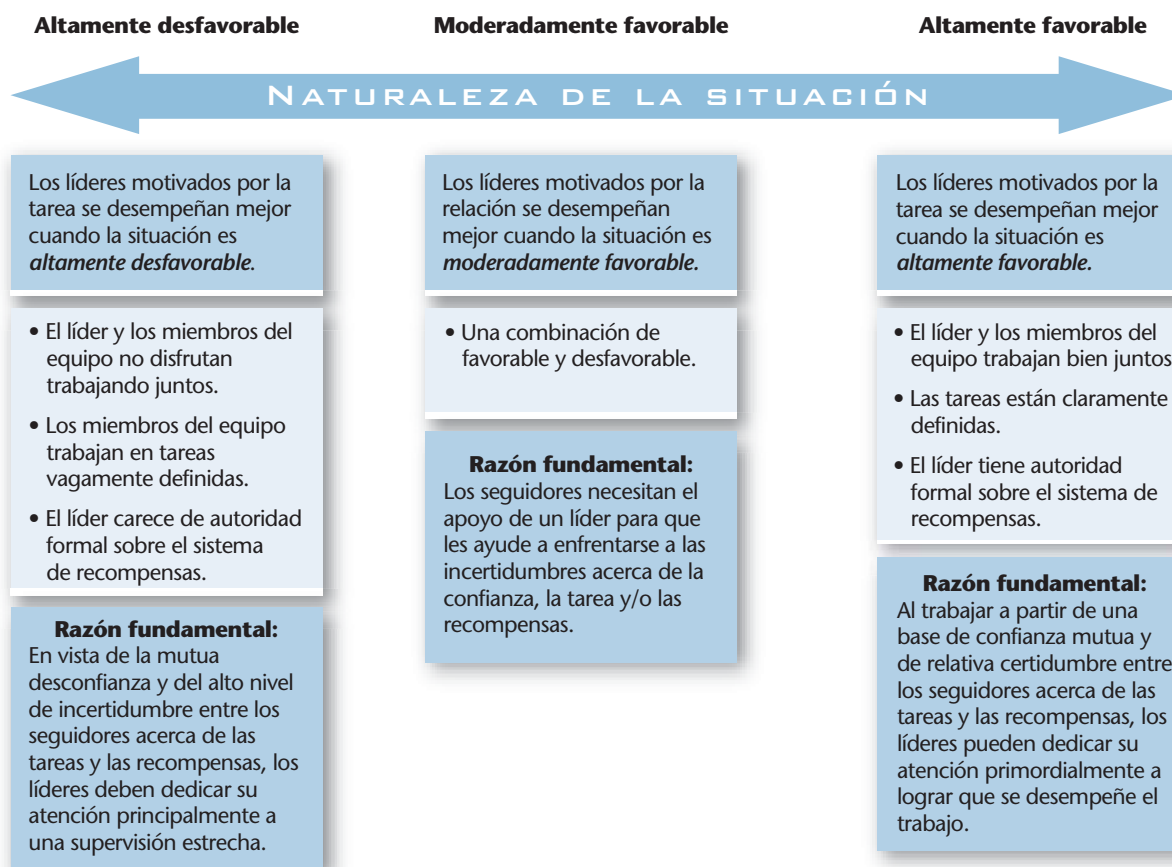 Altamente desfavorable
Moderadamente favorable
Altamente favorable
NATURALEZA DE LA SITUACIÓN
Los líderes motivados por la
tarea se desempeñan mejor
cuando la situación es
altamente desfavorable.
• El líder y los miembros del
equipo no disfrutan
trabajando juntos.
• Los miembros del equipo
trabajan en tareas
vagamente definidas.
• El líder carece de autoridad
formal sobre el sistema
de recompensas.
Razón fundamental:
En vista de la mutua
desconfianza y del alto nivel
de incertidumbre entre los
seguidores acerca de las
tareas y las recompensas, los
líderes deben dedicar su
atención principalmente a
una supervisión estrecha.
Los líderes motivados por la
relación se desempeñan
mejor cuando la situación es
moderadamente favorable.
• Una combinación de
favorable y desfavorable.
Razón fundamental:
Los seguidores necesitan el
apoyo de un líder para que
les ayude a enfrentarse a las
incertidumbres acerca de la
confianza, la tarea y/o las
recompensas.
Los líderes motivados por la
tarea se desempeñan mejor
cuando la situación es
altamente favorable.
• El líder y los miembros del
equipo trabajan bien juntos
• Las tareas están claramente
definidas.
• El líder tiene autoridad
formal sobre el sistema de
recompensas.
Razón fundamental:
Al trabajar a partir de una
base de confianza mutua y
de relativa certidumbre entre
los seguidores acerca de las
tareas y las recompensas, los
líderes pueden dedicar su
atención primordialmente a
lograr que se desempeñe el
trabajo.